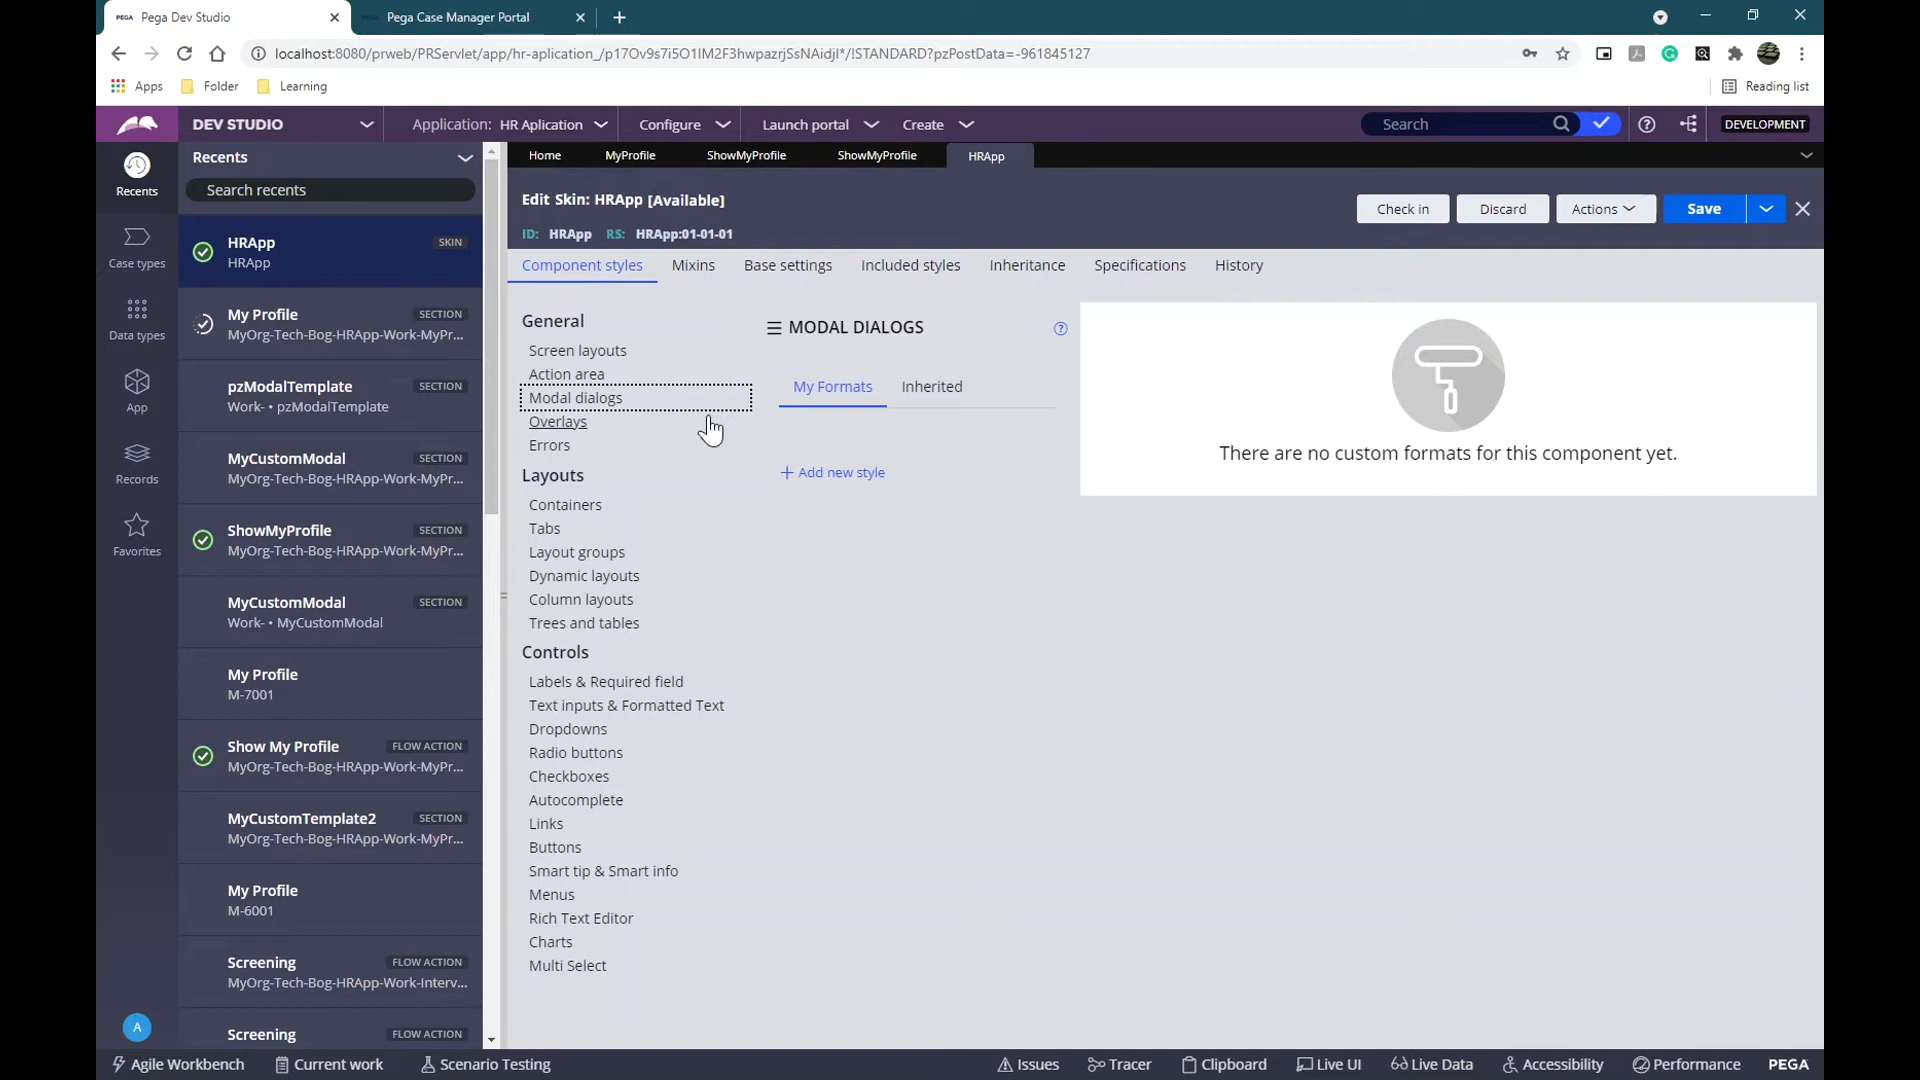 PEGA Pega Dev Studio
PEGA Pega Case Manager Portal
localhost:8080/prweb/PRServlet/app/hr-aplication_/p17Ov9s7i5O1IM2F3hwpazrjSsNAidjI*/!STANDARD?pzPostData=-961845127
Apps Folder Learning Reading list
DEV STUDIO Application: HR Aplication Configure Launch portal Create Search DEVELOPMENT
Recents
Case types
Data types
App
Records
Favorites
A
Recents
Search recents
HRApp SKIN
HRApp
My Profile SECTION
MyOrg-Tech-Bog-HRApp-Work-MyPr...
pzModalTemplate SECTION
Work- • pzModalTemplate
MyCustomModal SECTION
MyOrg-Tech-Bog-HRApp-Work-MyPr...
ShowMyProfile SECTION
MyOrg-Tech-Bog-HRApp-Work-MyPr...
MyCustomModal SECTION
Work- • MyCustomModal
My Profile
M-7001
Show My Profile FLOW ACTION
MyOrg-Tech-Bog-HRApp-Work-MyPr...
MyCustomTemplate2 SECTION
MyOrg-Tech-Bog-HRApp-Work-MyPr...
My Profile
M-6001
Screening FLOW ACTION
MyOrg-Tech-Bog-HRApp-Work-Interv...
Screening FLOW ACTION
Home MyProfile ShowMyProfile ShowMyProfile HRApp
Edit Skin: HRApp [Available]
ID: HRApp RS: HRApp:01-01-01
Check in Discard Actions Save
Component styles Mixins Base settings Included styles Inheritance Specifications History
General
Screen layouts
Action area
Modal dialogs
Overlays
Errors
Layouts
Containers
Tabs
Layout groups
Dynamic layouts
Column layouts
Trees and tables
Controls
Labels & Required field
Text inputs & Formatted Text
Dropdowns
Radio buttons
Checkboxes
Autocomplete
Links
Buttons
Smart tip & Smart info
Menus
Rich Text Editor
Charts
Multi Select
MODAL DIALOGS
My Formats Inherited
+ Add new style
There are no custom formats for this component yet.
Agile Workbench Current work Scenario Testing Issues Tracer Clipboard Live UI Live Data Accessibility Performance PEGA